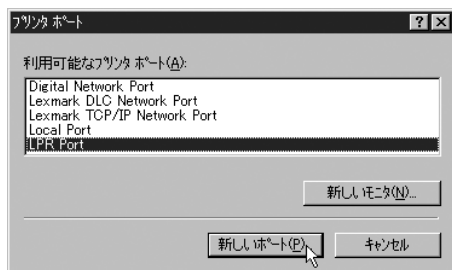 プリンタ ポート
利用可能なプリンタ ポート(A):
Digital Network Port
Lexmark DLC Network Port
Lexmark TCP/IP Network Port
Local Port
LPR Port
新しいモニタ(N)...
新しいポート(P)...
キャンセル